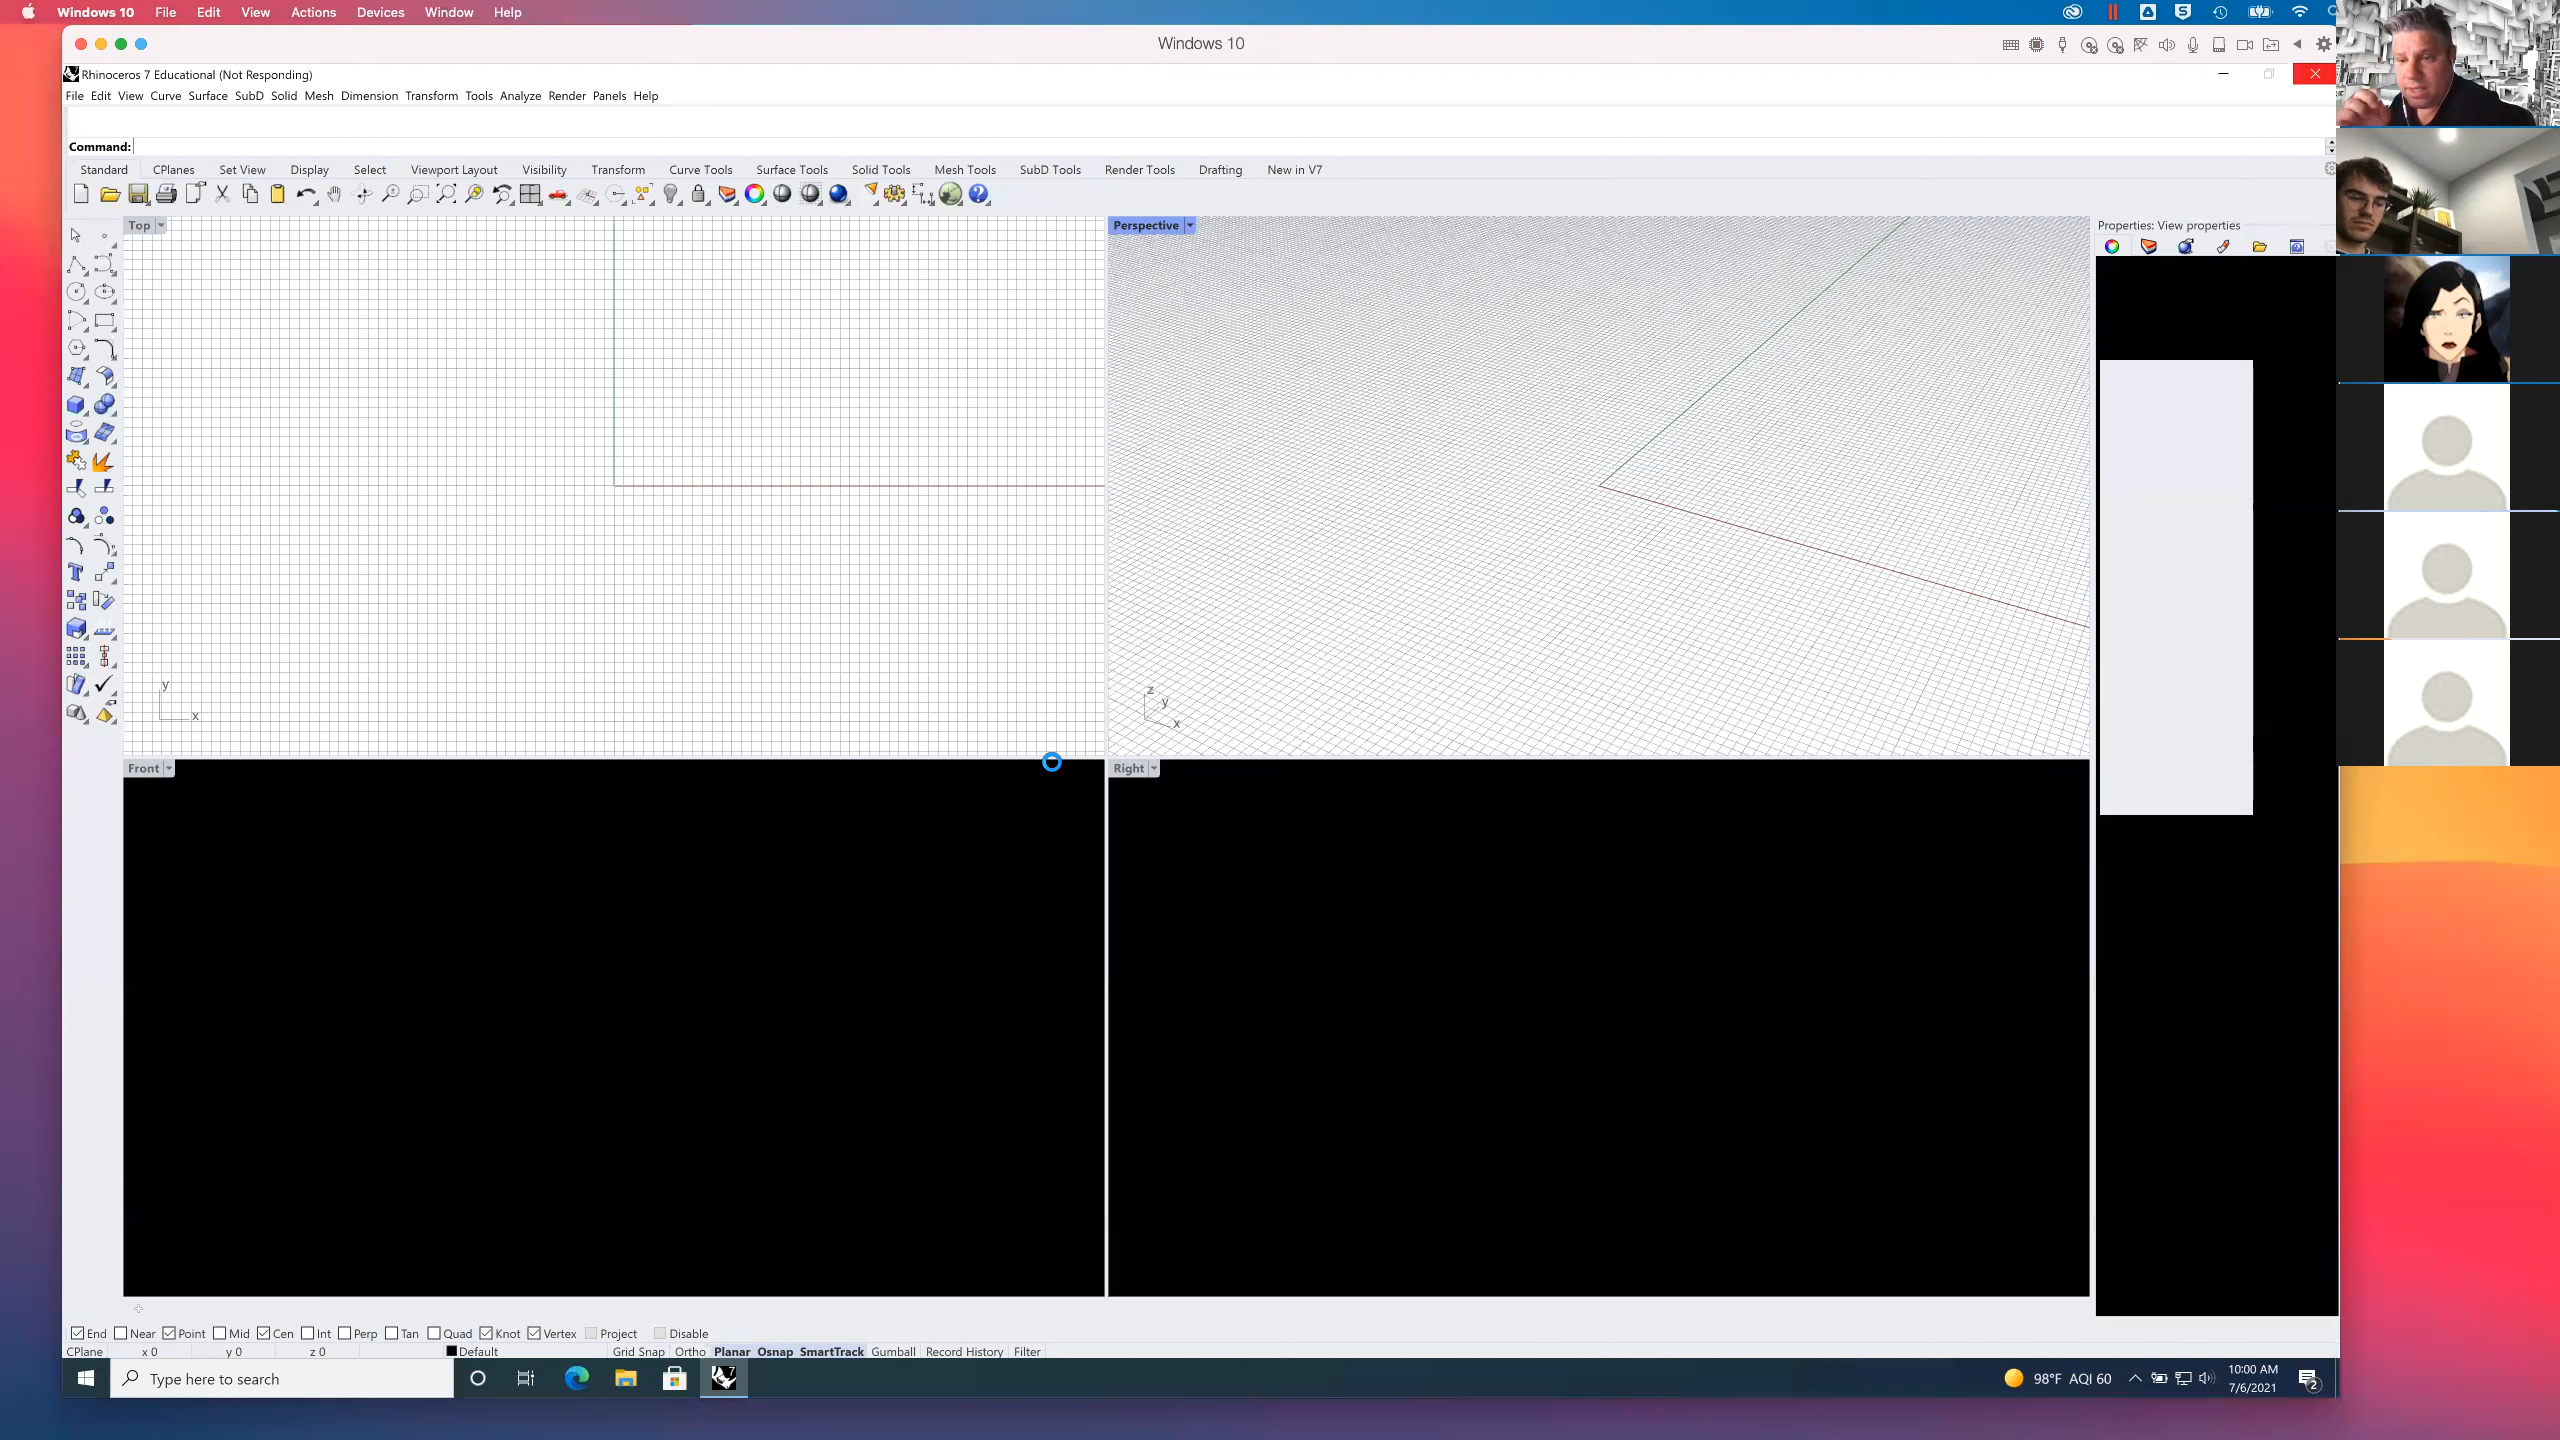 Windows 10 File Edit View Actions Devices Window Help
Windows 10
Rhinoceros 7 Educational (Not Responding)
File Edit View Curve Surface SubD Solid Mesh Dimension Transform Tools Analyze Render Panels Help
Command:
Standard CPlanes Set View Display Select Viewport Layout Visibility Transform Curve Tools Surface Tools Solid Tools Mesh Tools SubD Tools Render Tools Drafting New in V7
Top
Perspective
Properties: View properties
y
x
z
y
x
Front
Right
End Near Point Mid Cen Int Perp Tan Quad Knot Vertex Project Disable
CPlane x 0 y 0 z 0 Default Grid Snap Ortho Planar Osnap SmartTrack Gumball Record History Filter
Type here to search
7
98°F AQI 60
10:00 AM
7/6/2021
2